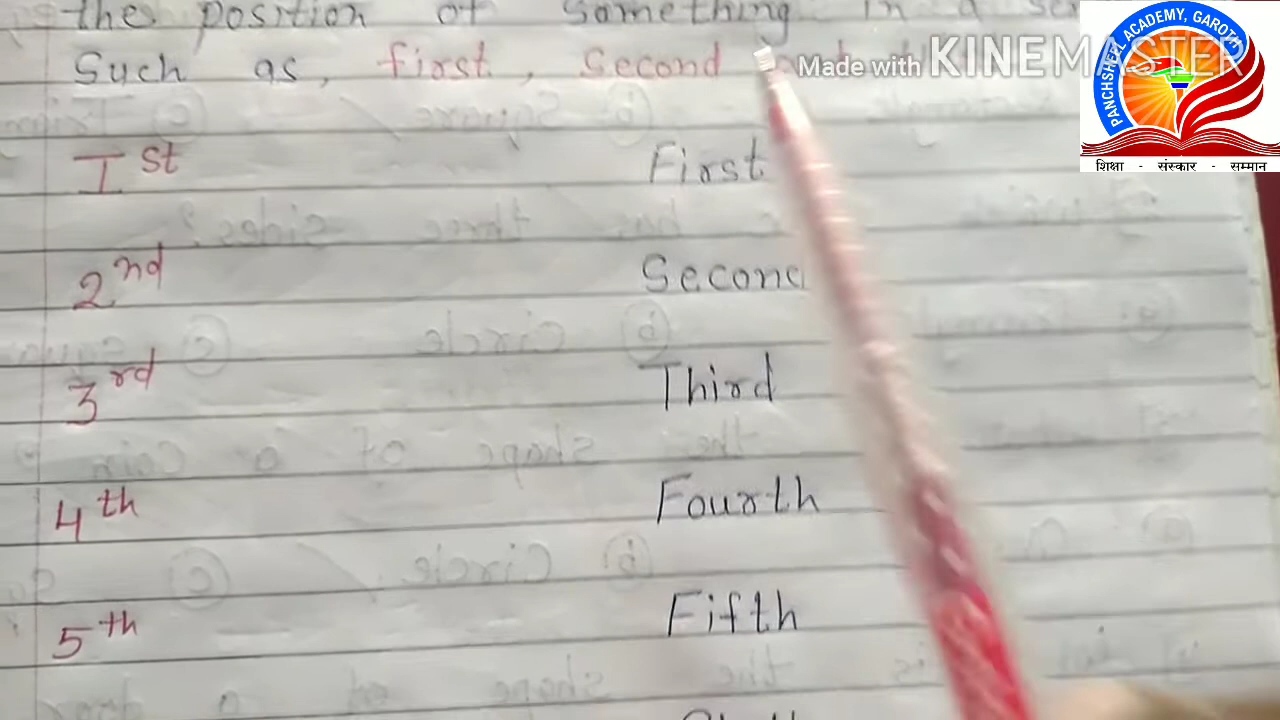 the position of something in a
Such as, first, second
Made with KINEMASTER
PANCHSHEEL ACADEMY, GAROTH
शिक्षा - संस्कार - सम्मान
Ist First
2nd Second
3rd Third
4th Fourth
5th Fifth